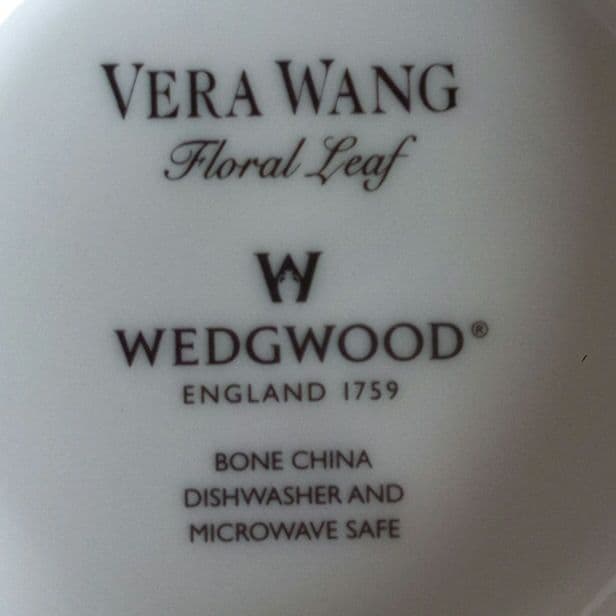 VERA WANG
Floral Leaf
W
WEDGWOOD®
ENGLAND 1759
BONE CHINA
DISHWASHER AND
MICROWAVE SAFE